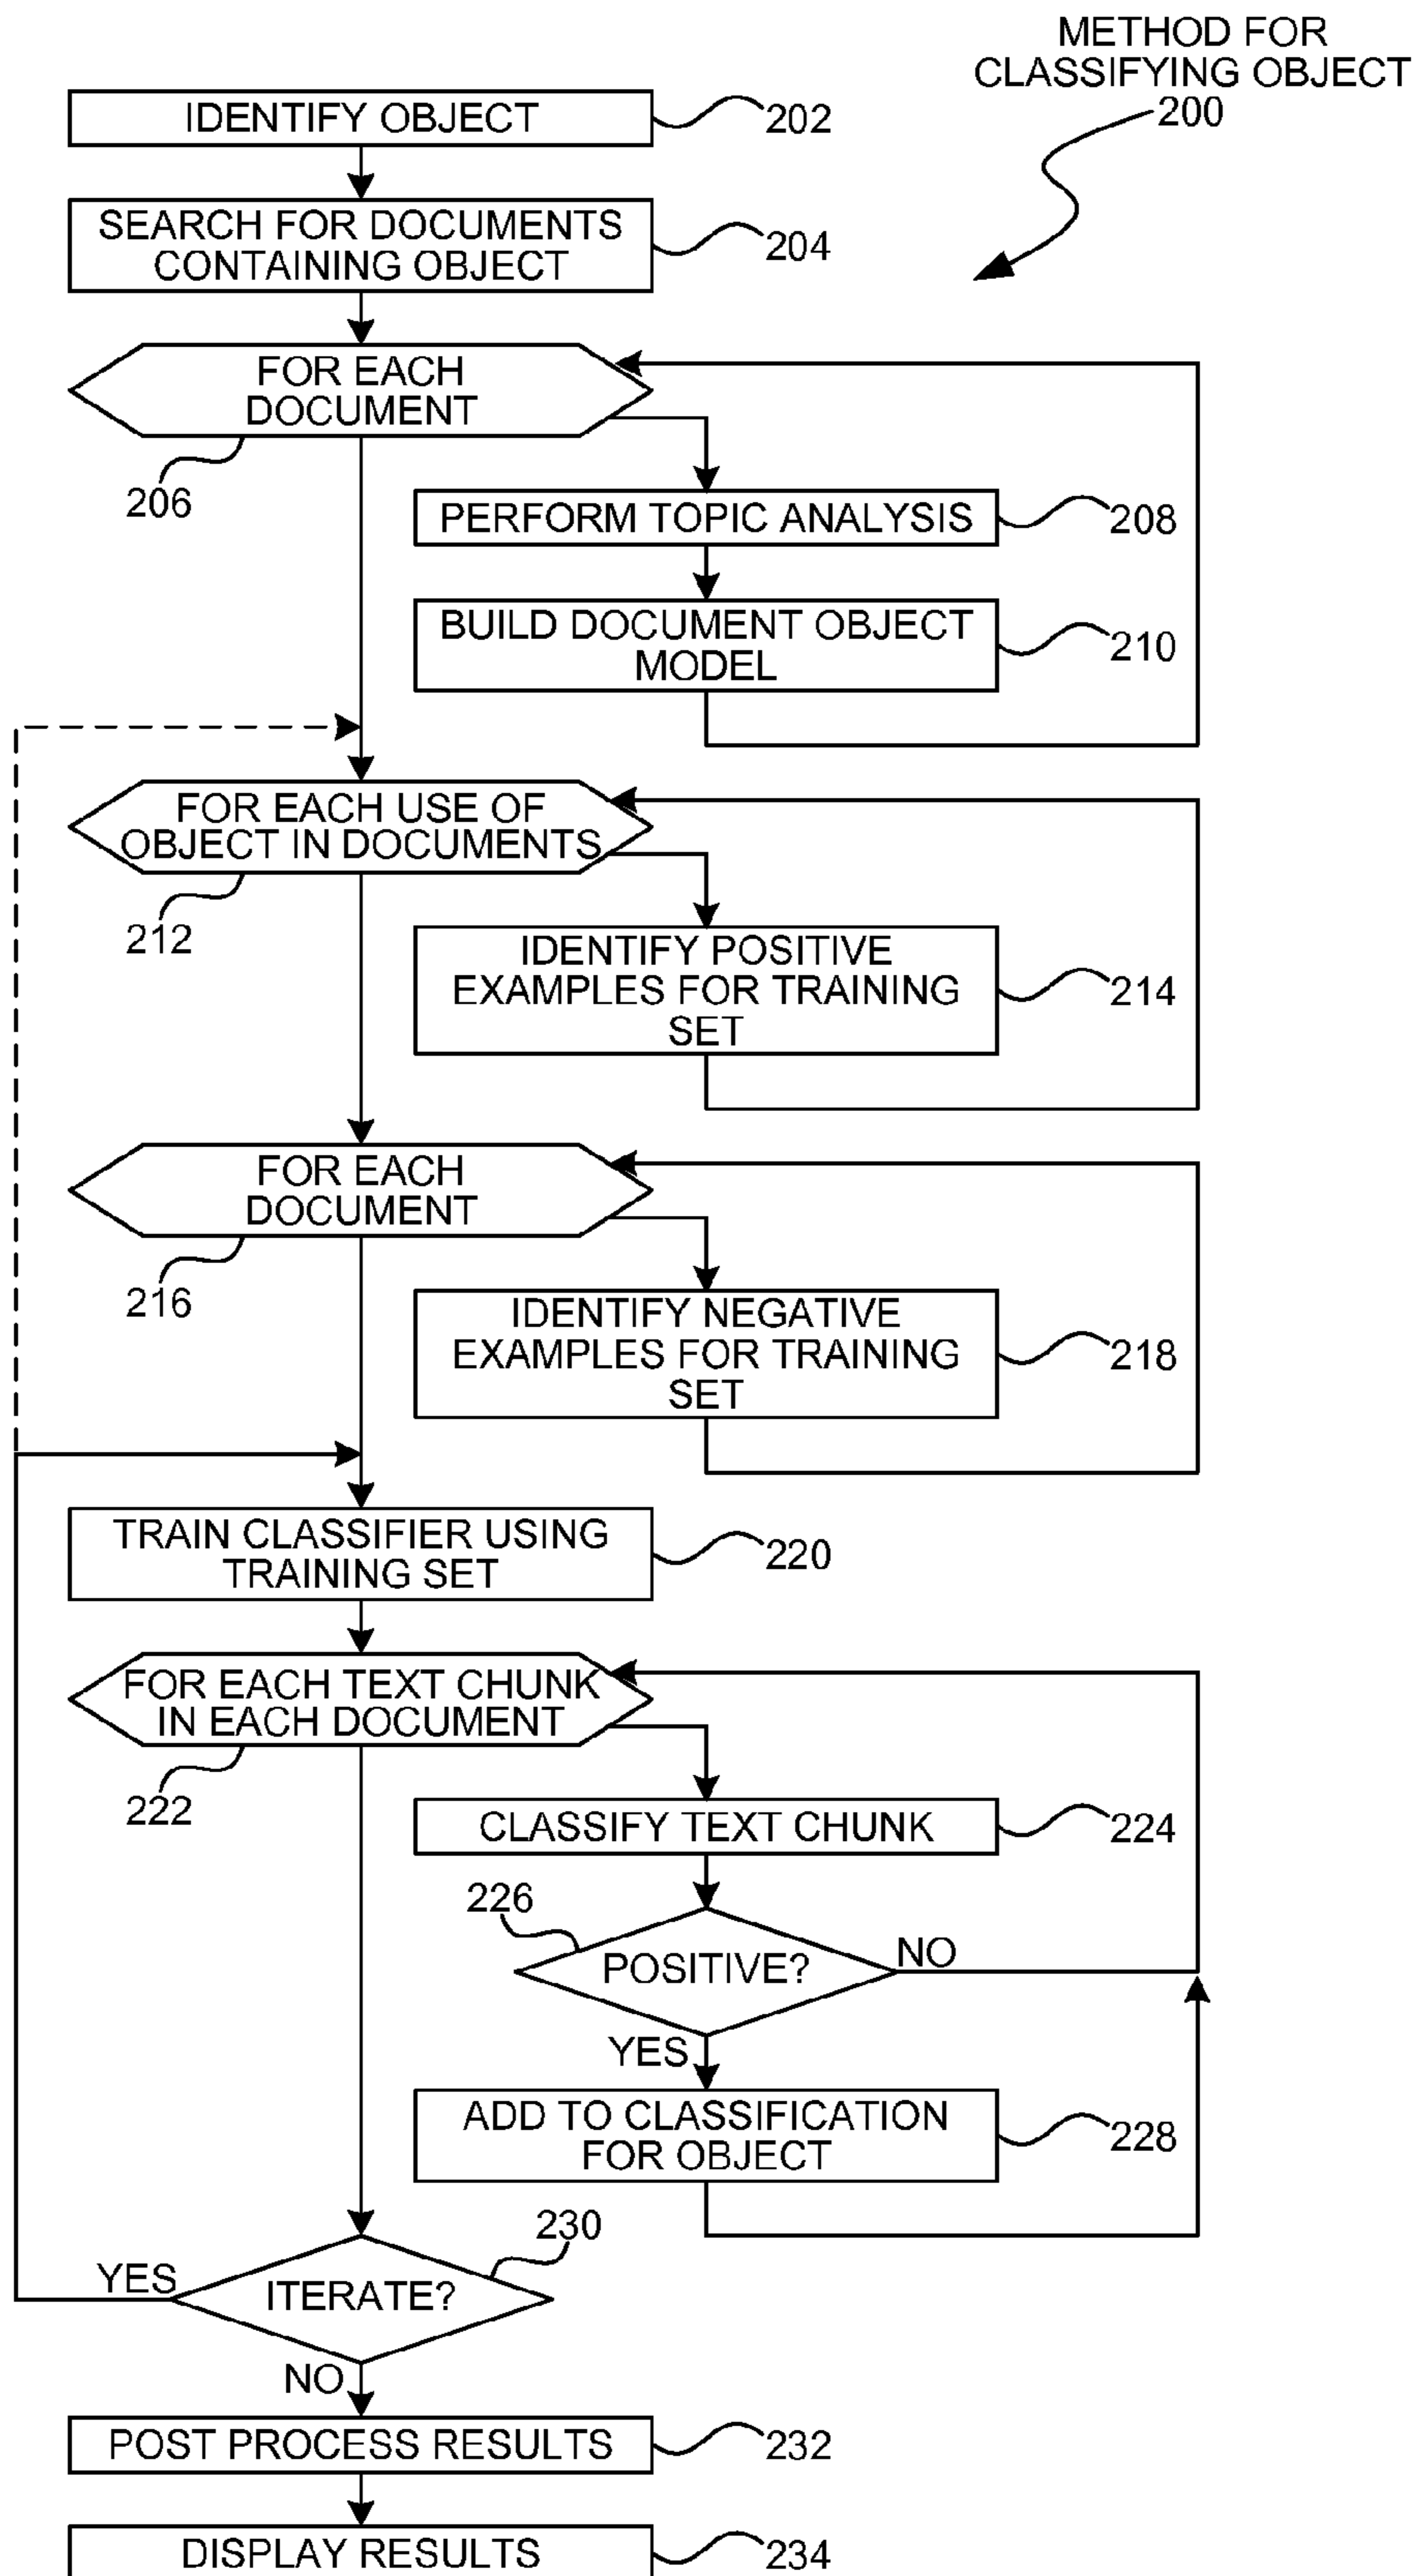 METHOD FOR
CLASSIFYING OBJECT
200
IDENTIFY OBJECT
202
SEARCH FOR DOCUMENTS
CONTAINING OBJECT
204
FOR EACH
DOCUMENT
206
PERFORM TOPIC ANALYSIS
208
BUILD DOCUMENT OBJECT
MODEL
210
FOR EACH USE OF
OBJECT IN DOCUMENTS
212
IDENTIFY POSITIVE
EXAMPLES FOR TRAINING
SET
214
FOR EACH
DOCUMENT
216
IDENTIFY NEGATIVE
EXAMPLES FOR TRAINING
SET
218
TRAIN CLASSIFIER USING
TRAINING SET
220
FOR EACH TEXT CHUNK
IN EACH DOCUMENT
222
CLASSIFY TEXT CHUNK
224
226
POSITIVE?
NO
YES
ADD TO CLASSIFICATION
FOR OBJECT
228
230
YES
ITERATE?
NO
POST PROCESS RESULTS
232
DISPLAY RESULTS
234